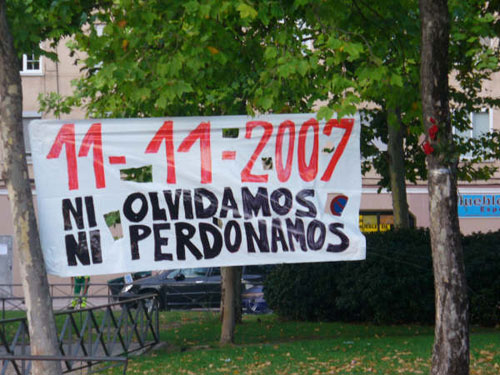 11-11-2007
NI OLVIDAMOS
NI PERDONAMOS